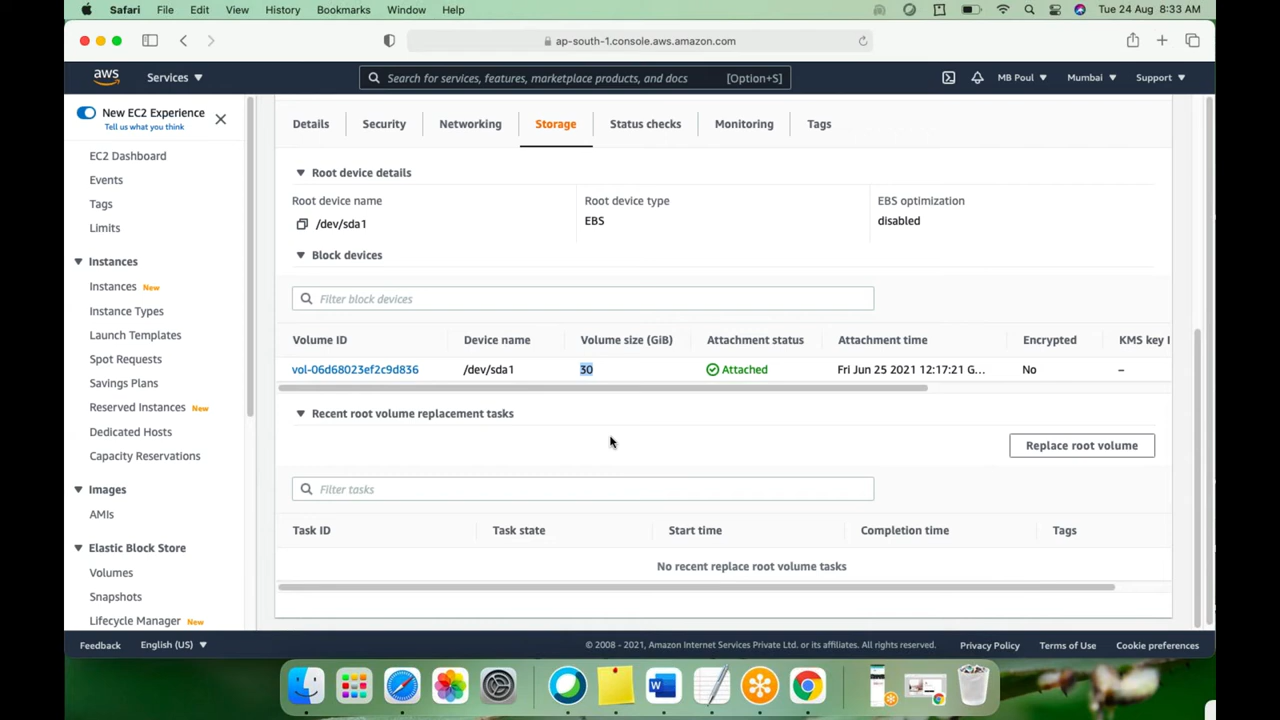 Safari File Edit View History Bookmarks Window Help Tue 24 Aug 8:33 AM
ap-south-1.console.aws.amazon.com
aws Services Search for services, features, marketplace products, and docs [Option+S] MB Poul Mumbai Support
New EC2 Experience
Tell us what you think
EC2 Dashboard
Events
Tags
Limits
Instances
Instances New
Instance Types
Launch Templates
Spot Requests
Savings Plans
Reserved Instances New
Dedicated Hosts
Capacity Reservations
Images
AMIs
Elastic Block Store
Volumes
Snapshots
Lifecycle Manager New
Details Security Networking Storage Status checks Monitoring Tags
Root device details
Root device name Root device type EBS optimization
/dev/sda1 EBS disabled
Block devices
Filter block devices
Volume ID Device name Volume size (GiB) Attachment status Attachment time Encrypted KMS key I
vol-06d68023ef2c9d836 /dev/sda1 30 Attached Fri Jun 25 2021 12:17:21 G... No –
Recent root volume replacement tasks
Replace root volume
Filter tasks
Task ID Task state Start time Completion time Tags
No recent replace root volume tasks
Feedback English (US) © 2008 - 2021, Amazon Internet Services Private Ltd. or its affiliates. All rights reserved. Privacy Policy Terms of Use Cookie preferences